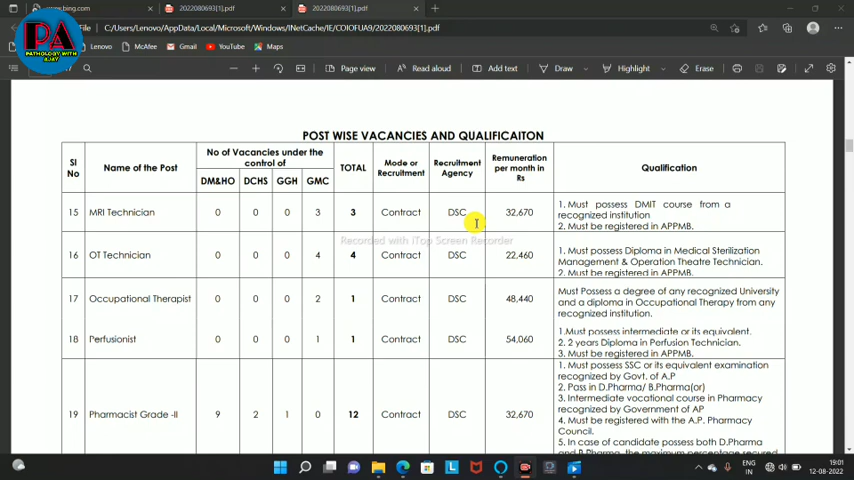 www.bing.com
2022080693[1].pdf
2022080693[1].pdf
File
C:/Users/Lenovo/AppData/Local/Microsoft/Windows/INetCache/IE/COIOFUA9/2022080693[1].pdf
Lenovo
McAfee
Gmail
YouTube
Maps
PA
PATHOLOGY WITH
AJAY
Page view
Read aloud
Add text
Draw
Highlight
Erase
POST WISE VACANCIES AND QUALIFICAITON
Sl No
Name of the Post
No of Vacancies under the control of
DM&HO DCHS GGH GMC
TOTAL
Mode or Recruitment
Recruitment Agency
Remuneration per month in Rs
Qualification
15 MRI Technician 0 0 0 3 3 Contract DSC 32,670
1. Must possess DMIT course from a
recognized institution
2. Must be registered in APPMB.
Recorded with iTop Screen Recorder
16 OT Technician 0 0 0 4 4 Contract DSC 22,460
1. Must possess Diploma in Medical Sterilization
Management & Operation Theatre Technician.
2. Must be registered in APPMB.
17 Occupational Therapist 0 0 0 2 1 Contract DSC 48,440
Must Possess a degree of any recognized University
and a diploma in Occupational Therapy from any
recognized institution.
18 Perfusionist 0 0 0 1 1 Contract DSC 54,060
1.Must possess intermediate or its equivalent.
2. 2 years Diploma in Perfusion Technician.
3. Must be registered in APPMB.
19 Pharmacist Grade -II 9 2 1 0 12 Contract DSC 32,670
1. Must possess SSC or its equivalent examination
recognized by Govt. of A.P
2. Pass in D.Pharma/ B.Pharma(or)
3. Intermediate vocational course in Pharmacy
recognized by Government of AP
4. Must be registered with the A.P. Pharmacy
Council.
5. In case of candidate possess both D.Pharma
and B.Pharma, the maximum percentage secured
ENG
IN
19:01
12-08-2022